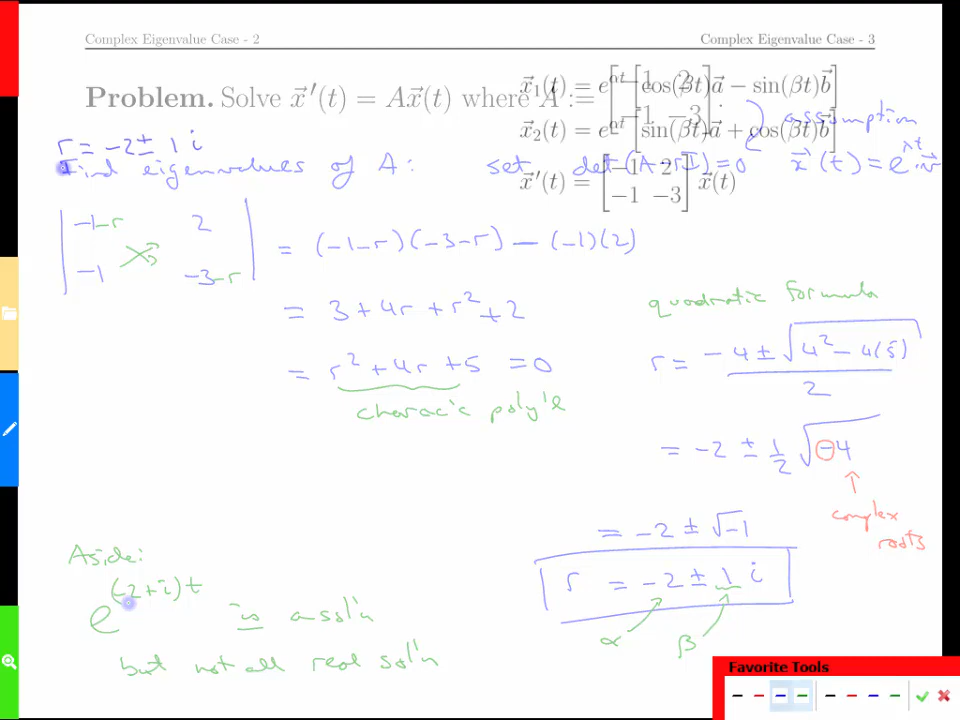 Complex Eigenvalue Case - 2
Complex Eigenvalue Case - 3
Problem. Solve x⃗ ′(t) = Ax⃗(t) where A := [−1 2; −1 −3].
x⃗₁(t) = e^{αt} [cos(βt)a⃗ − sin(βt)b⃗]
x⃗₂(t) = e^{αt} [sin(βt)a⃗ + cos(βt)b⃗]
assumption
r = -2 ± 1 i
Find eigenvalues of A: set det(A - rI) = 0 x⃗(t) = e^{λt} v⃗
x⃗ ′(t) = [−1 2; −1 −3] x⃗(t)
| -1-r 2 |
| -1 -3-r |
= (-1-r)(-3-r) - (-1)(2)
= 3 + 4r + r² + 2
quadratic formula
= r² + 4r + 5 = 0
charac'c poly'l
r = (-4 ± √(4² - 4(5))) / 2
= -2 ± ½ √-4
complex
roots
= -2 ± √-1
r = -2 ± 1 i
α β
Aside:
e^{(-2+i)t} is a sol'n
but not all real sol'n
Favorite Tools